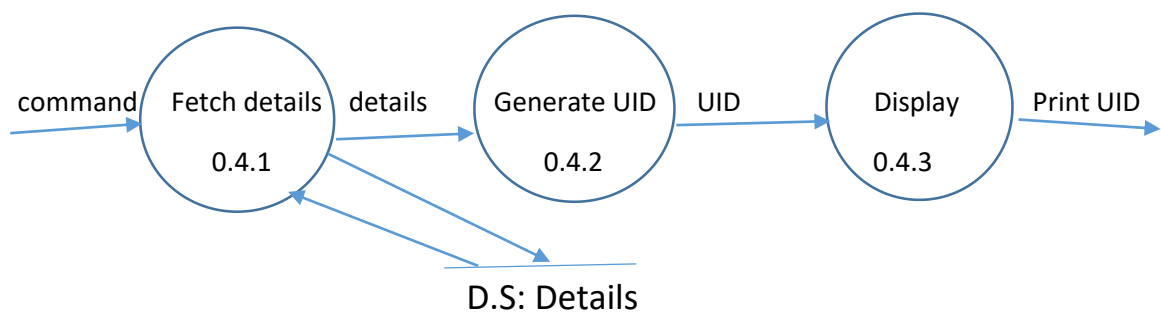 command
Fetch details
0.4.1
details
Generate UID
0.4.2
UID
Display
0.4.3
Print UID
D.S: Details